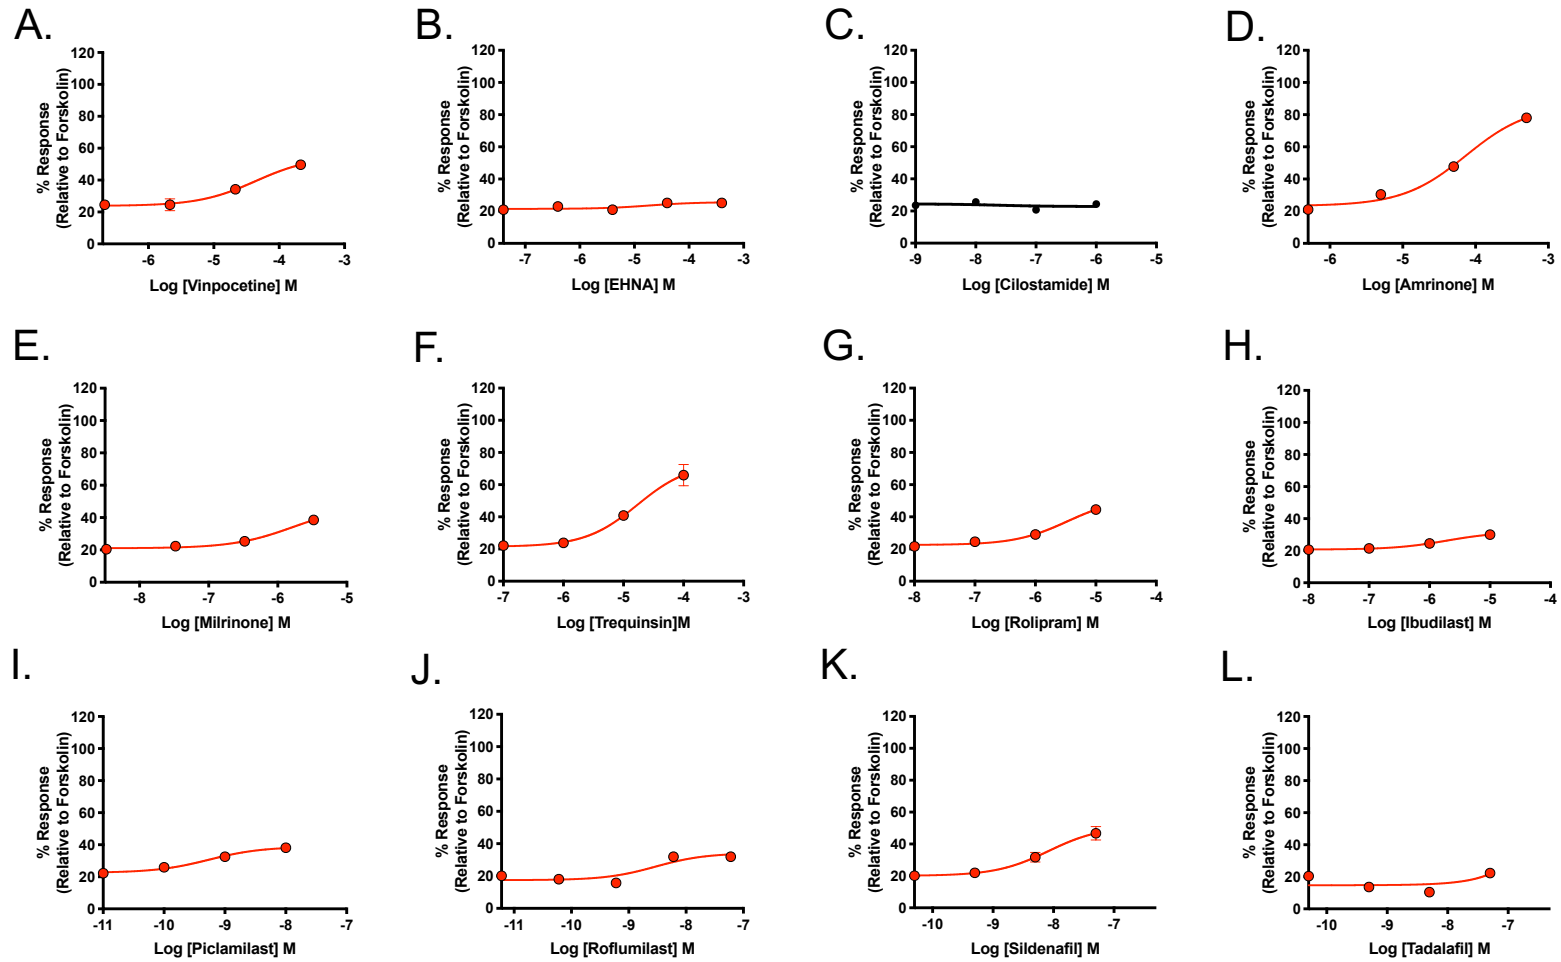 A.
% Response
(Relative to Forskolin)
120
100
80
60
40
20
0
-6
-5
-4
-3
Log [Vinpocetine] M
B.
% Response
(Relative to Forskolin)
120
100
80
60
40
20
0
-7
-6
-5
-4
-3
Log [EHNA] M
C.
% Response
(Relative to Forskolin)
120
100
80
60
40
20
0
-9
-8
-7
-6
-5
Log [Cilostamide] M
D.
% Response
(Relative to Forskolin)
120
100
80
60
40
20
0
-6
-5
-4
-3
Log [Amrinone] M
E.
% Response
(Relative to Forskolin)
120
100
80
60
40
20
0
-8
-7
-6
-5
Log [Milrinone] M
F.
% Response
(Relative to Forskolin)
120
100
80
60
40
20
0
-7
-6
-5
-4
-3
Log [Trequinsin]M
G.
% Response
(Relative to Forskolin)
120
100
80
60
40
20
0
-8
-7
-6
-5
-4
Log [Rolipram] M
H.
% Response
(Relative to Forskolin)
120
100
80
60
40
20
0
-8
-7
-6
-5
-4
Log [Ibudilast] M
I.
% Response
(Relative to Forskolin)
120
100
80
60
40
20
0
-11
-10
-9
-8
-7
Log [Piclamilast] M
J.
% Response
(Relative to Forskolin)
120
100
80
60
40
20
0
-11
-10
-9
-8
-7
Log [Roflumilast] M
K.
% Response
(Relative to Forskolin)
120
100
80
60
40
20
0
-10
-9
-8
-7
Log [Sildenafil] M
L.
% Response
(Relative to Forskolin)
120
100
80
60
40
20
0
-10
-9
-8
-7
Log [Tadalafil] M